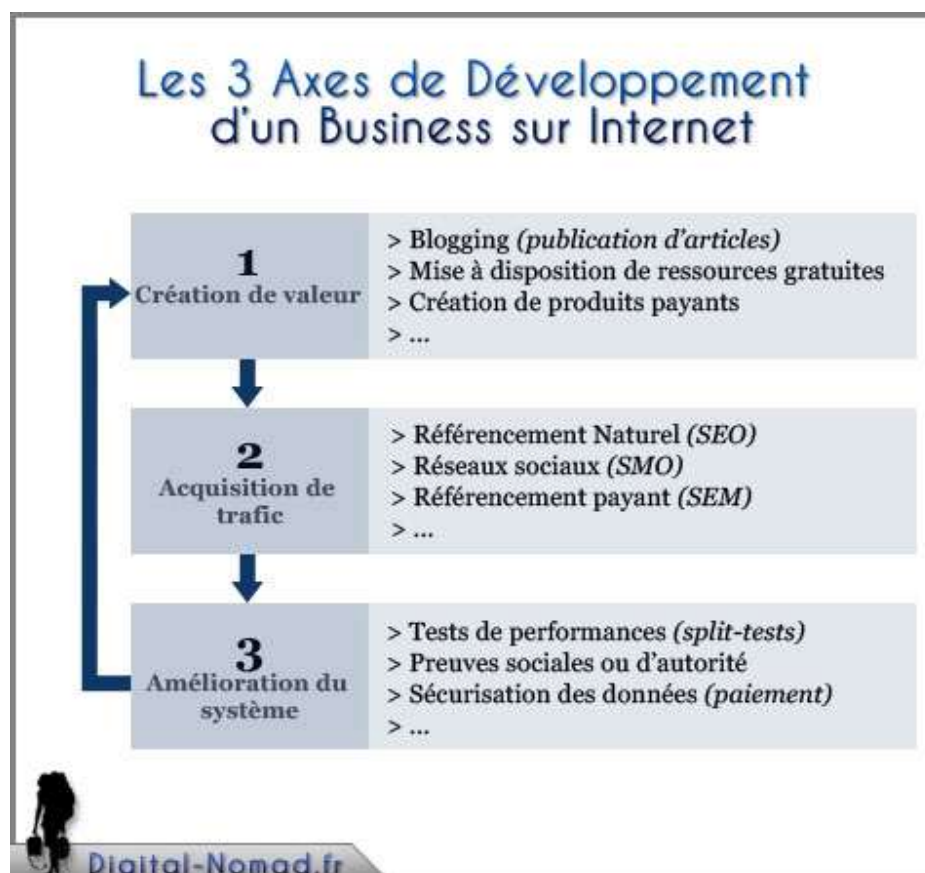 Les 3 Axes de Développement
d'un Business sur Internet
1
Création de valeur
> Blogging (publication d'articles)
> Mise à disposition de ressources gratuites
> Création de produits payants
> ...
2
Acquisition de
trafic
> Référencement Naturel (SEO)
> Réseaux sociaux (SMO)
> Référencement payant (SEM)
> ...
3
Amélioration du
système
> Tests de performances (split-tests)
> Preuves sociales ou d'autorité
> Sécurisation des données (paiement)
> ...
Digital-Nomad.fr